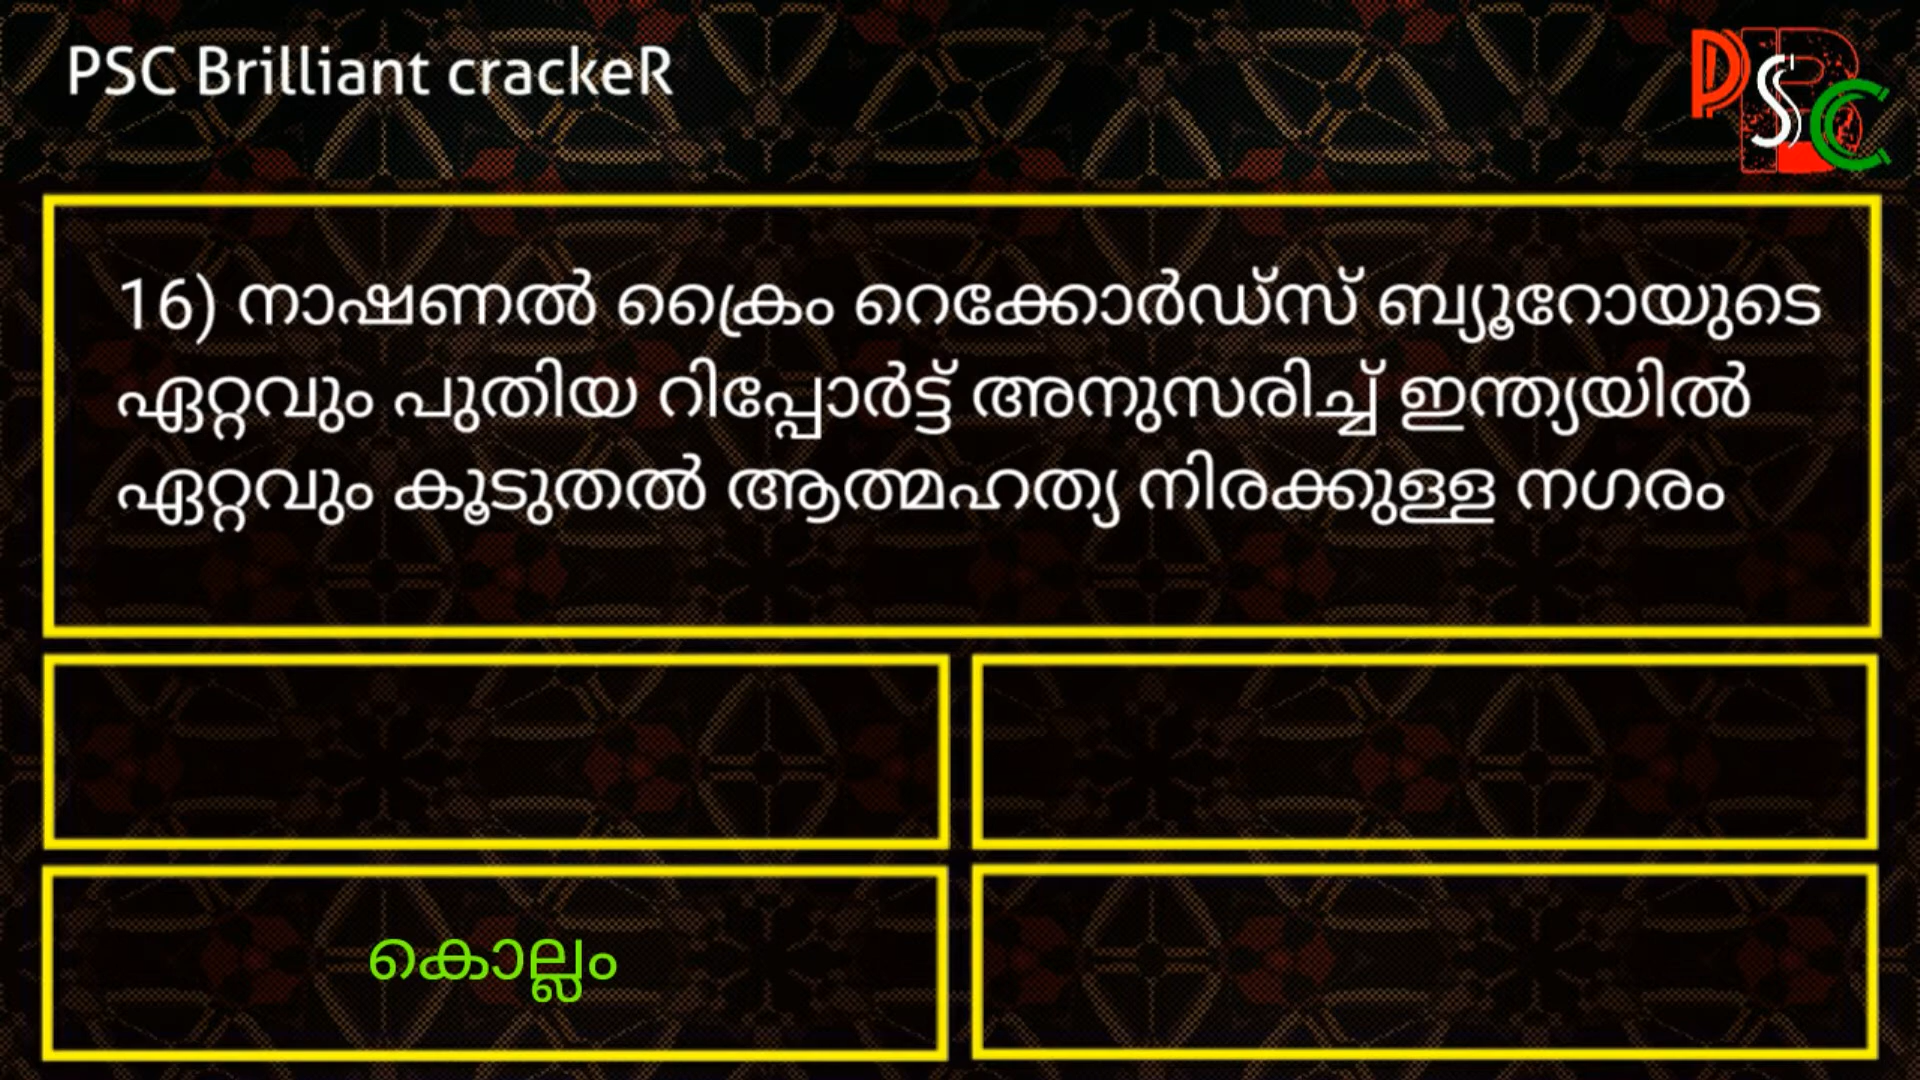 PSC Brilliant crackeR
PSC
16) നാഷണൽ ക്രൈം റെക്കോർഡ്സ് ബ്യൂറോയുടെ
ഏറ്റവും പുതിയ റിപ്പോർട്ട് അനുസരിച്ച് ഇന്ത്യയിൽ
ഏറ്റവും കൂടുതൽ ആത്മഹത്യ നിരക്കുള്ള നഗരം
കൊല്ലം